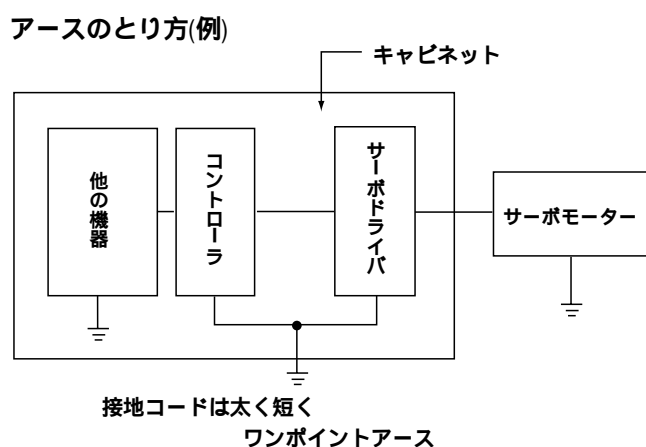 アースのとり方(例)
キャビネット
他の機器
コントローラ
サーボドライバ
サーボモーター
接地コードは太く短く
ワンポイントアース